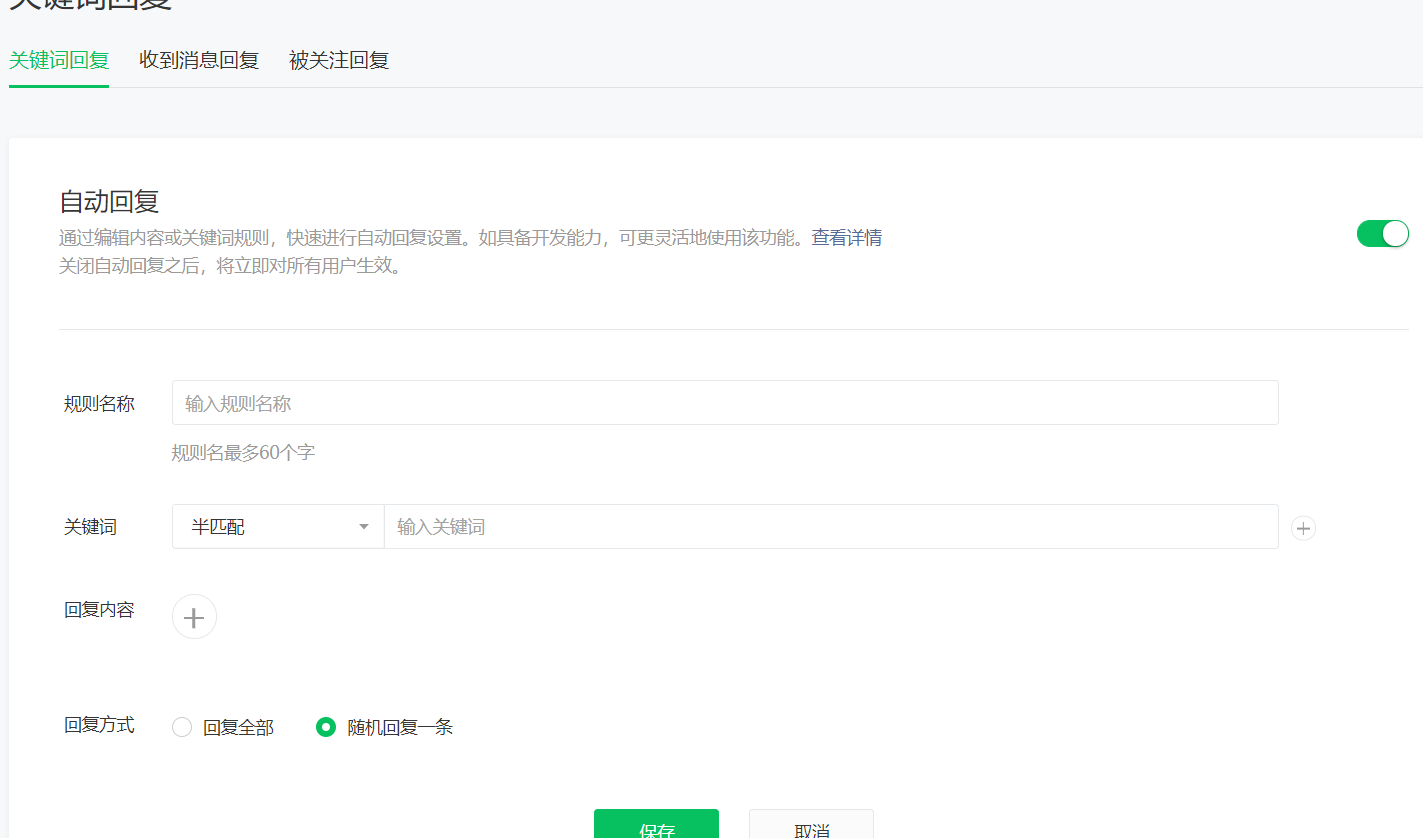 关键词回复
关键词回复 收到消息回复 被关注回复
自动回复
通过编辑内容或关键词规则，快速进行自动回复设置。如具备开发能力，可更灵活地使用该功能。查看详情
关闭自动回复之后，将立即对所有用户生效。
规则名称 输入规则名称
规则名最多60个字
关键词 半匹配 输入关键词
回复内容
回复方式 回复全部 随机回复一条
保存 取消